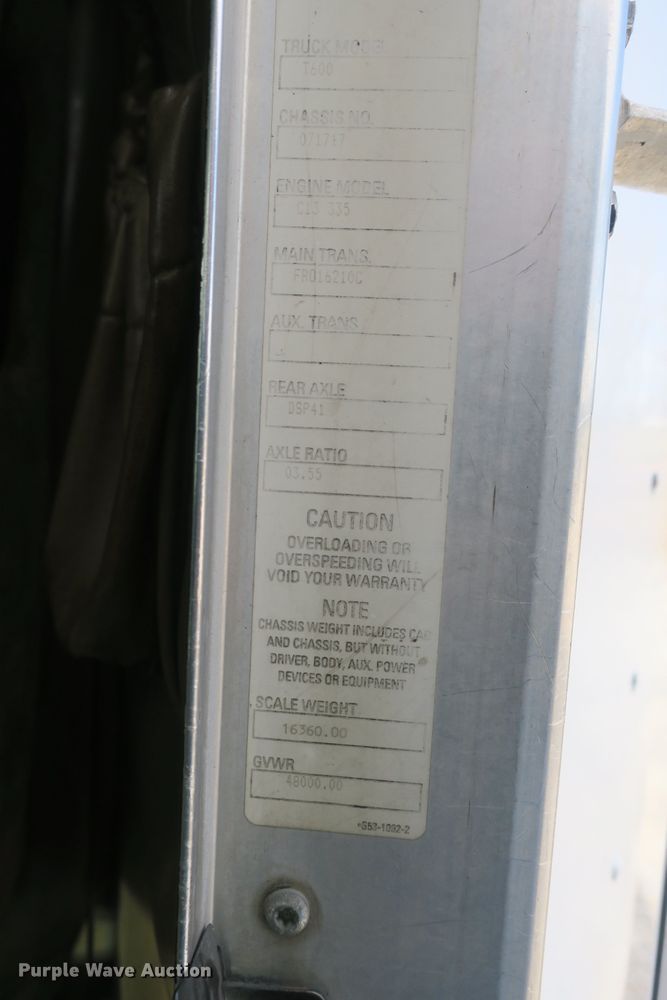 TRUCK MODEL
T600
CHASSIS NO.
071717
ENGINE MODEL
C13 335
MAIN TRANS.
FRO16210C
AUX. TRANS.
REAR AXLE
DSP41
AXLE RATIO
03.55
CAUTION
OVERLOADING OR
OVERSPEEDING WILL
VOID YOUR WARRANTY
NOTE
CHASSIS WEIGHT INCLUDES CAB
AND CHASSIS, BUT WITHOUT
DRIVER, BODY, AUX. POWER
DEVICES OR EQUIPMENT
SCALE WEIGHT
16360.00
GVWR
48000.00
Purple Wave Auction